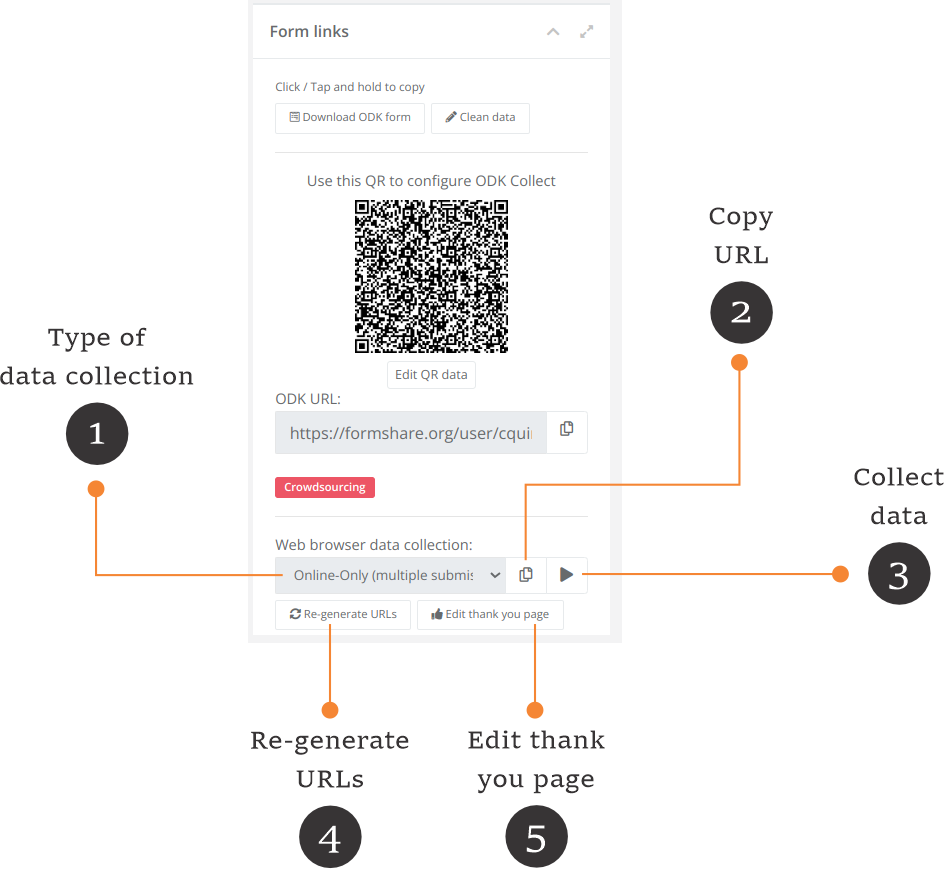 Form links
Click / Tap and hold to copy
Download ODK form
Clean data
Use this QR to configure ODK Collect
Copy
URL
2
Type of
data collection
1
Edit QR data
ODK URL:
https://formshare.org/user/cqui
Crowdsourcing
Collect
data
3
Web browser data collection:
Online-Only (multiple submis
Re-generate URLs
Edit thank you page
Re-generate
URLs
4
Edit thank
you page
5